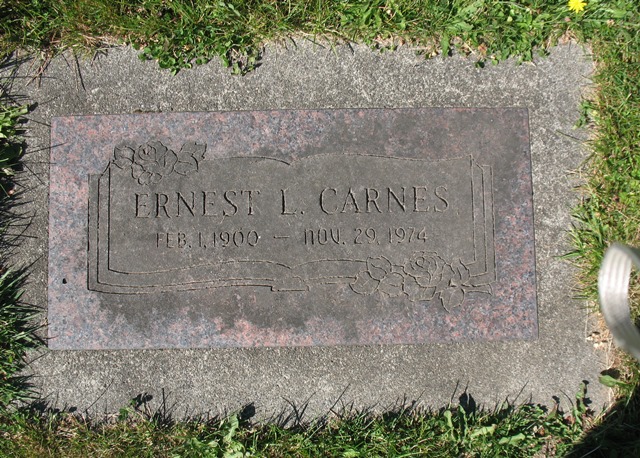 ERNEST L. CARNES
FEB. 1, 1900 — NOV. 29, 1974